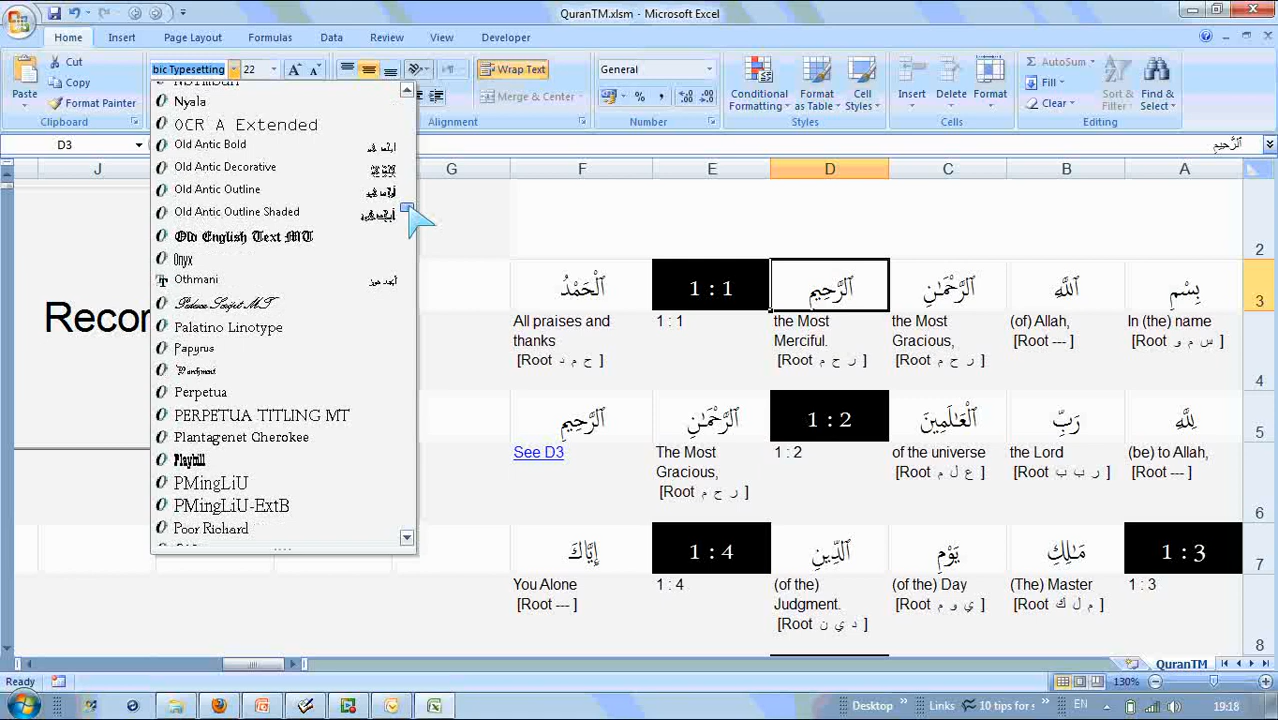 QuranTM.xlsm - Microsoft Excel
Home Insert Page Layout Formulas Data Review View Developer
Paste
Cut
Copy
Format Painter
Clipboard
bic Typesetting 22
Wrap Text
Merge & Center
Alignment
General
Number
Conditional Formatting
Format as Table
Cell Styles
Styles
Insert Delete Format
Cells
AutoSum
Fill
Clear
Sort & Filter
Find & Select
Editing
D3
ٱلرَّحِيمِ
J G F E D C B A
Nyala
OCR A Extended
Old Antic Bold
Old Antic Decorative
Old Antic Outline
Old Antic Outline Shaded
Old English Text MT
Onyx
Othmani أبجد هوز
Palace Script MT
Palatino Linotype
Papyrus
Parchment
Perpetua
PERPETUA TITLING MT
Plantagenet Cherokee
Playbill
PMingLiU
PMingLiU-ExtB
Poor Richard
Recor
2
بِسْمِ ٱللَّهِ ٱلرَّحْمَٰنِ ٱلرَّحِيمِ 1 : 1 ٱلْحَمْدُ
3
In (the) name
[Root س م و]
(of) Allah,
[Root ---]
the Most Gracious,
[Root ر ح م]
the Most Merciful.
[Root ر ح م]
1 : 1
All praises and thanks
[Root ح م د]
4
لِلَّهِ رَبِّ ٱلْعَٰلَمِينَ 1 : 2 ٱلرَّحْمَٰنِ ٱلرَّحِيمِ
5
(be) to Allah,
[Root ---]
the Lord
[Root ر ب ب]
of the universe
[Root ع ل م]
1 : 2
The Most Gracious,
[Root ر ح م]
See D3
6
1 : 3 مَٰلِكِ يَوْمِ ٱلدِّينِ 1 : 4 إِيَّاكَ
7
1 : 3
(The) Master
[Root م ل ك]
(of the) Day
[Root ي و م]
(of the) Judgment.
[Root د ي ن]
1 : 4
You Alone
[Root ---]
8
QuranTM
Ready
130%
Desktop
Links
10 tips for s
EN
19:18